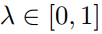 λ ∈ [0, 1]